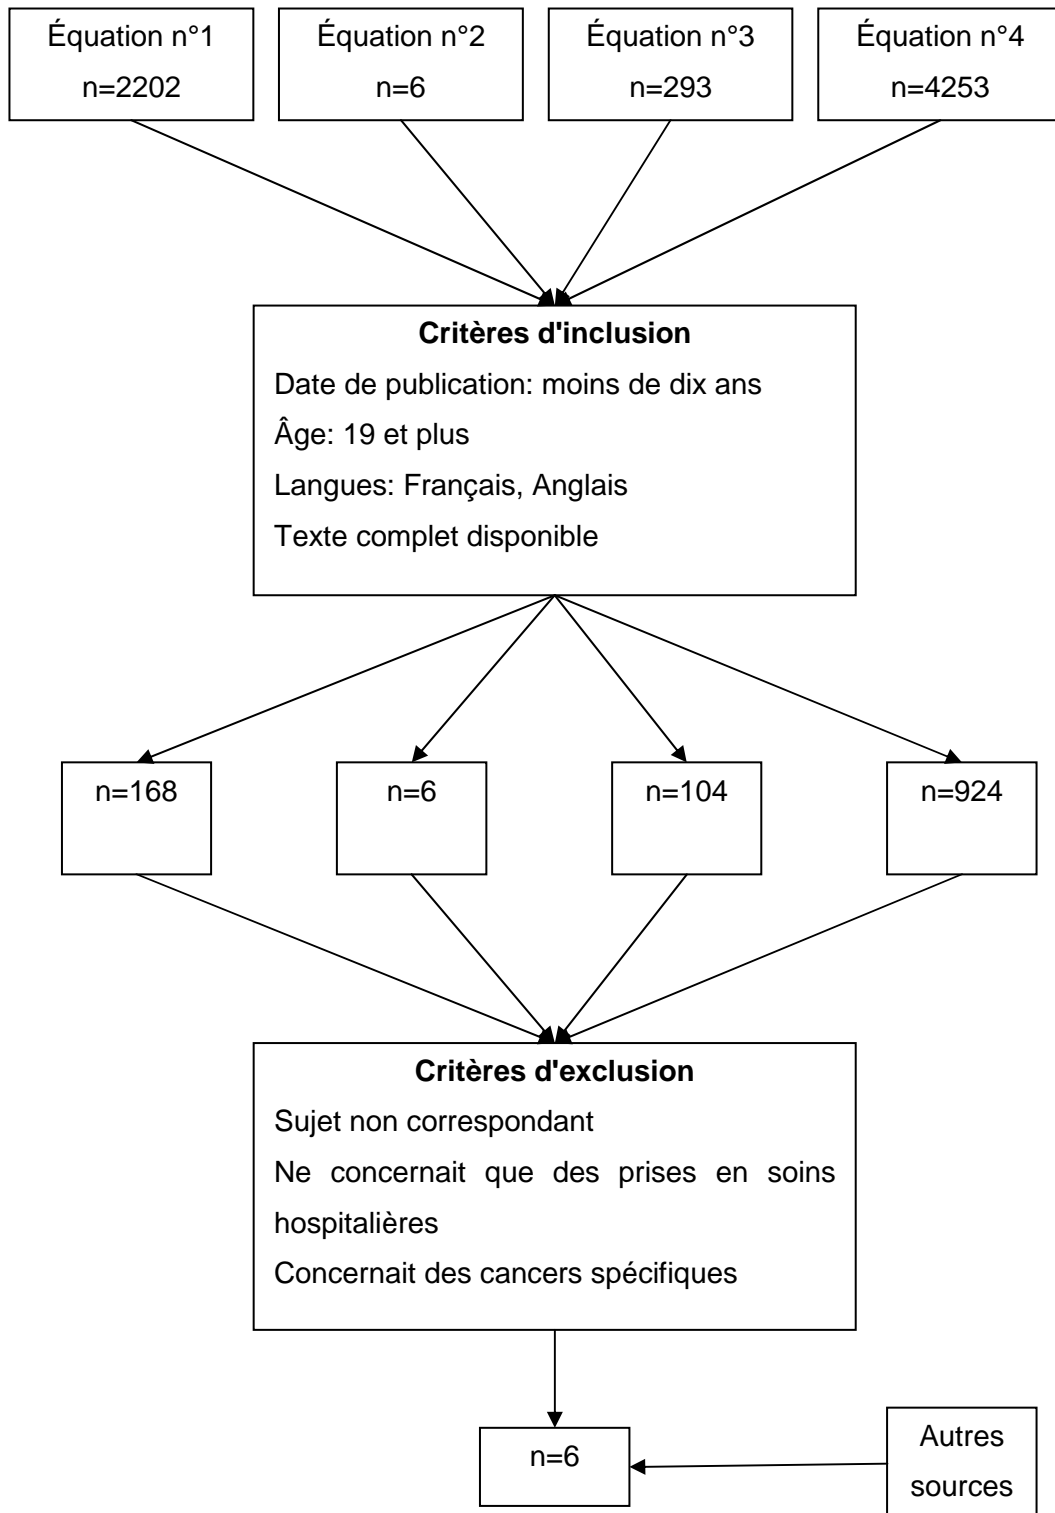 Équation n°1
n=2202
Équation n°2
n=6
Équation n°3
n=293
Équation n°4
n=4253
Critères d'inclusion
Date de publication: moins de dix ans
Âge: 19 et plus
Langues: Français, Anglais
Texte complet disponible
n=168
n=6
n=104
n=924
Critères d'exclusion
Sujet non correspondant
Ne concernait que des prises en soins
hospitalières
Concernait des cancers spécifiques
n=6
Autres
sources